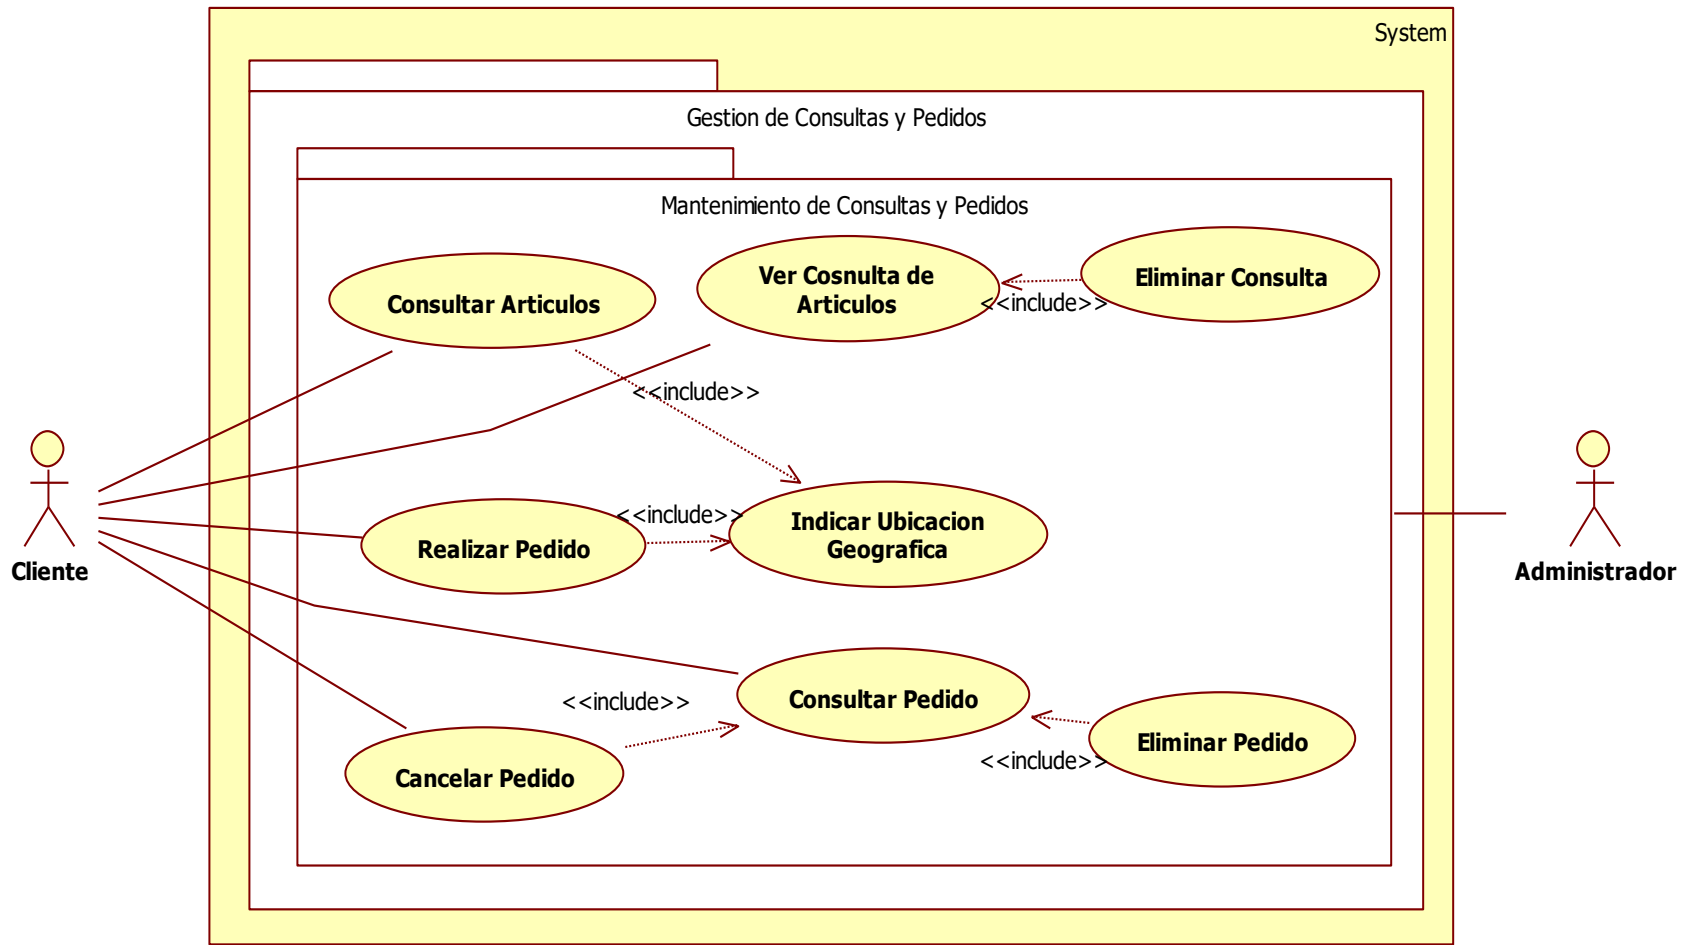 System
Gestion de Consultas y Pedidos
Mantenimiento de Consultas y Pedidos
Consultar Articulos
Ver Cosnulta de
Articulos
Eliminar Consulta
<<include>>
<<include>>
Realizar Pedido
<<include>>
Indicar Ubicacion
Geografica
Cliente
Administrador
Consultar Pedido
<<include>>
Cancelar Pedido
Eliminar Pedido
<<include>>